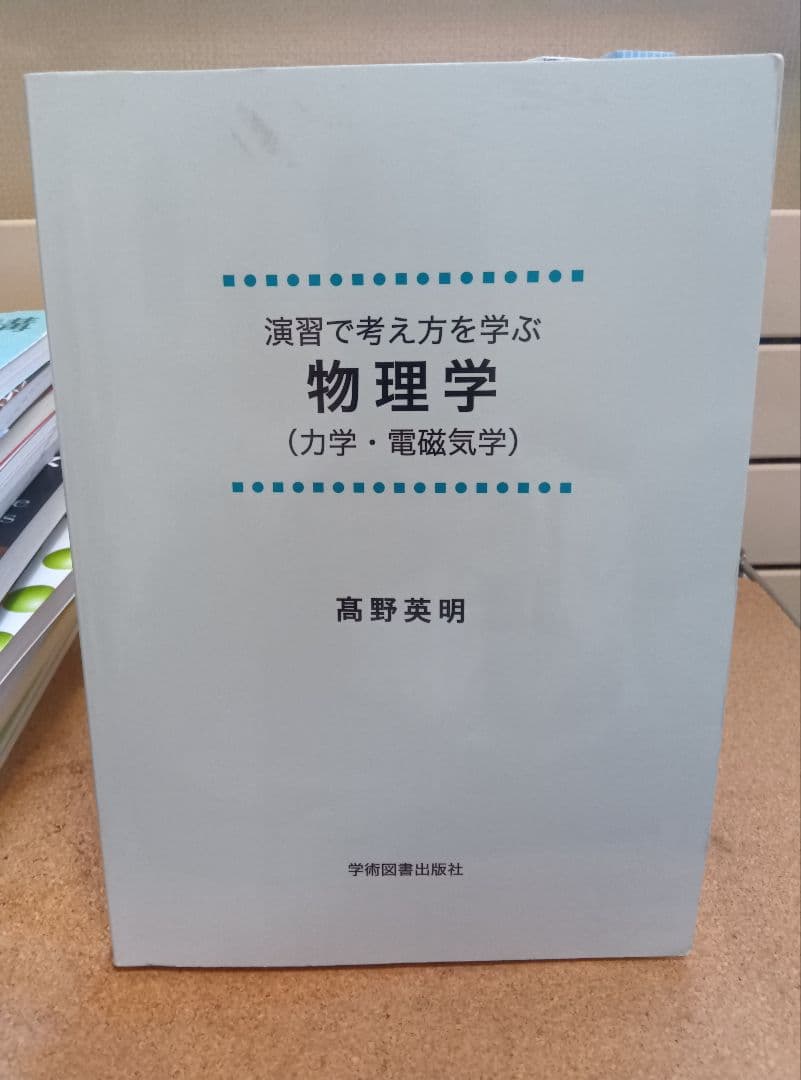 演習で考え方を学ぶ
物理学
（力学・電磁気学）
髙野英明
学術図書出版社